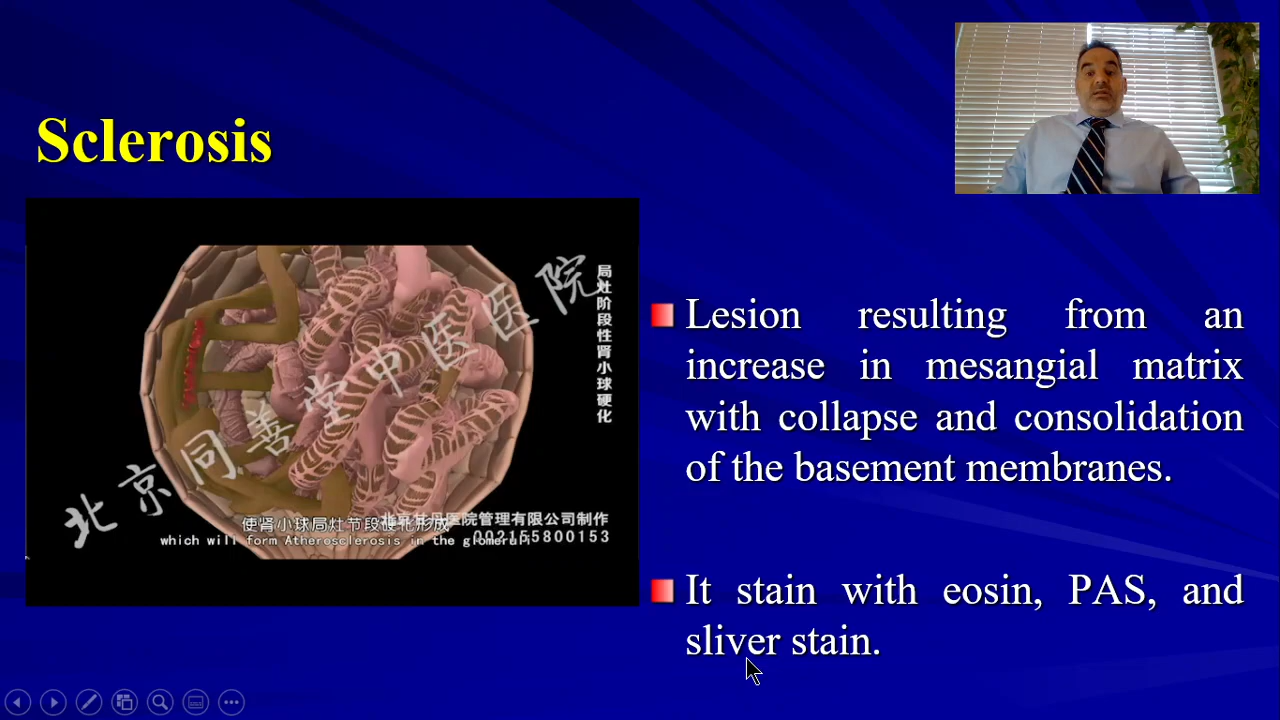 Sclerosis
Lesion resulting from an
increase in mesangial matrix
with collapse and consolidation
of the basement membranes.
It stain with eosin, PAS, and
sliver stain.
局灶阶段性肾小球硬化
北京同善堂中医医院
使肾小球局灶节段硬化形成
医院管理有限公司制作
which will form Atherosclerosis in the glomeruli
002155800153